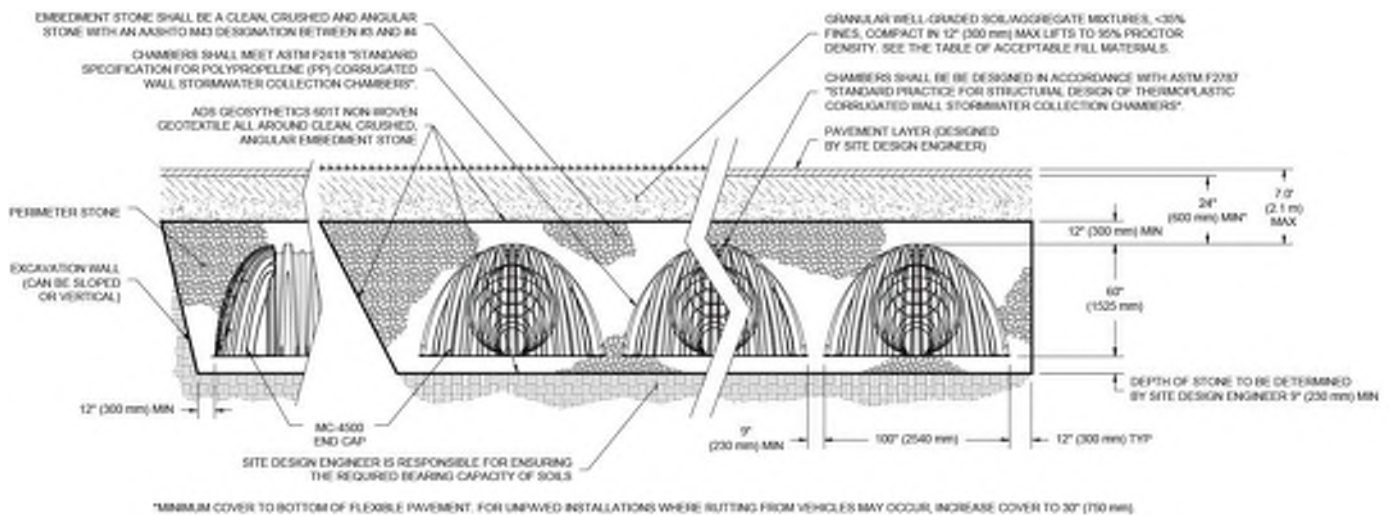 EMBEDMENT STONE SHALL BE A CLEAN, CRUSHED AND ANGULAR
STONE WITH AN AASHTO M43 DESIGNATION BETWEEN #3 AND #4
CHAMBERS SHALL MEET ASTM F2418 "STANDARD
SPECIFICATION FOR POLYPROPELENE (PP) CORRUGATED
WALL STORMWATER COLLECTION CHAMBERS".
ADS GEOSYTHETICS 601T NON-WOVEN
GEOTEXTILE ALL AROUND CLEAN, CRUSHED,
ANGULAR EMBEDMENT STONE
GRANULAR WELL-GRADED SOIL/AGGREGATE MIXTURES, <35%
FINES, COMPACT IN 12" (300 mm) MAX LIFTS TO 95% PROCTOR
DENSITY. SEE THE TABLE OF ACCEPTABLE FILL MATERIALS.
CHAMBERS SHALL BE BE DESIGNED IN ACCORDANCE WITH ASTM F2787
"STANDARD PRACTICE FOR STRUCTURAL DESIGN OF THERMOPLASTIC
CORRUGATED WALL STORMWATER COLLECTION CHAMBERS".
PAVEMENT LAYER (DESIGNED
BY SITE DESIGN ENGINEER)
PERIMETER STONE
EXCAVATION WALL
(CAN BE SLOPED
OR VERTICAL)
24"
(600 mm) MIN*
7.0'
(2.1 m)
MAX
12" (300 mm) MIN
60"
(1525 mm)
DEPTH OF STONE TO BE DETERMINED
BY SITE DESIGN ENGINEER 9" (230 mm) MIN
12" (300 mm) MIN
MC-4500
END CAP
9"
(230 mm) MIN
100" (2540 mm)
12" (300 mm) TYP
SITE DESIGN ENGINEER IS RESPONSIBLE FOR ENSURING
THE REQUIRED BEARING CAPACITY OF SOILS
*MINIMUM COVER TO BOTTOM OF FLEXIBLE PAVEMENT. FOR UNPAVED INSTALLATIONS WHERE RUTTING FROM VEHICLES MAY OCCUR, INCREASE COVER TO 30" (750 mm).